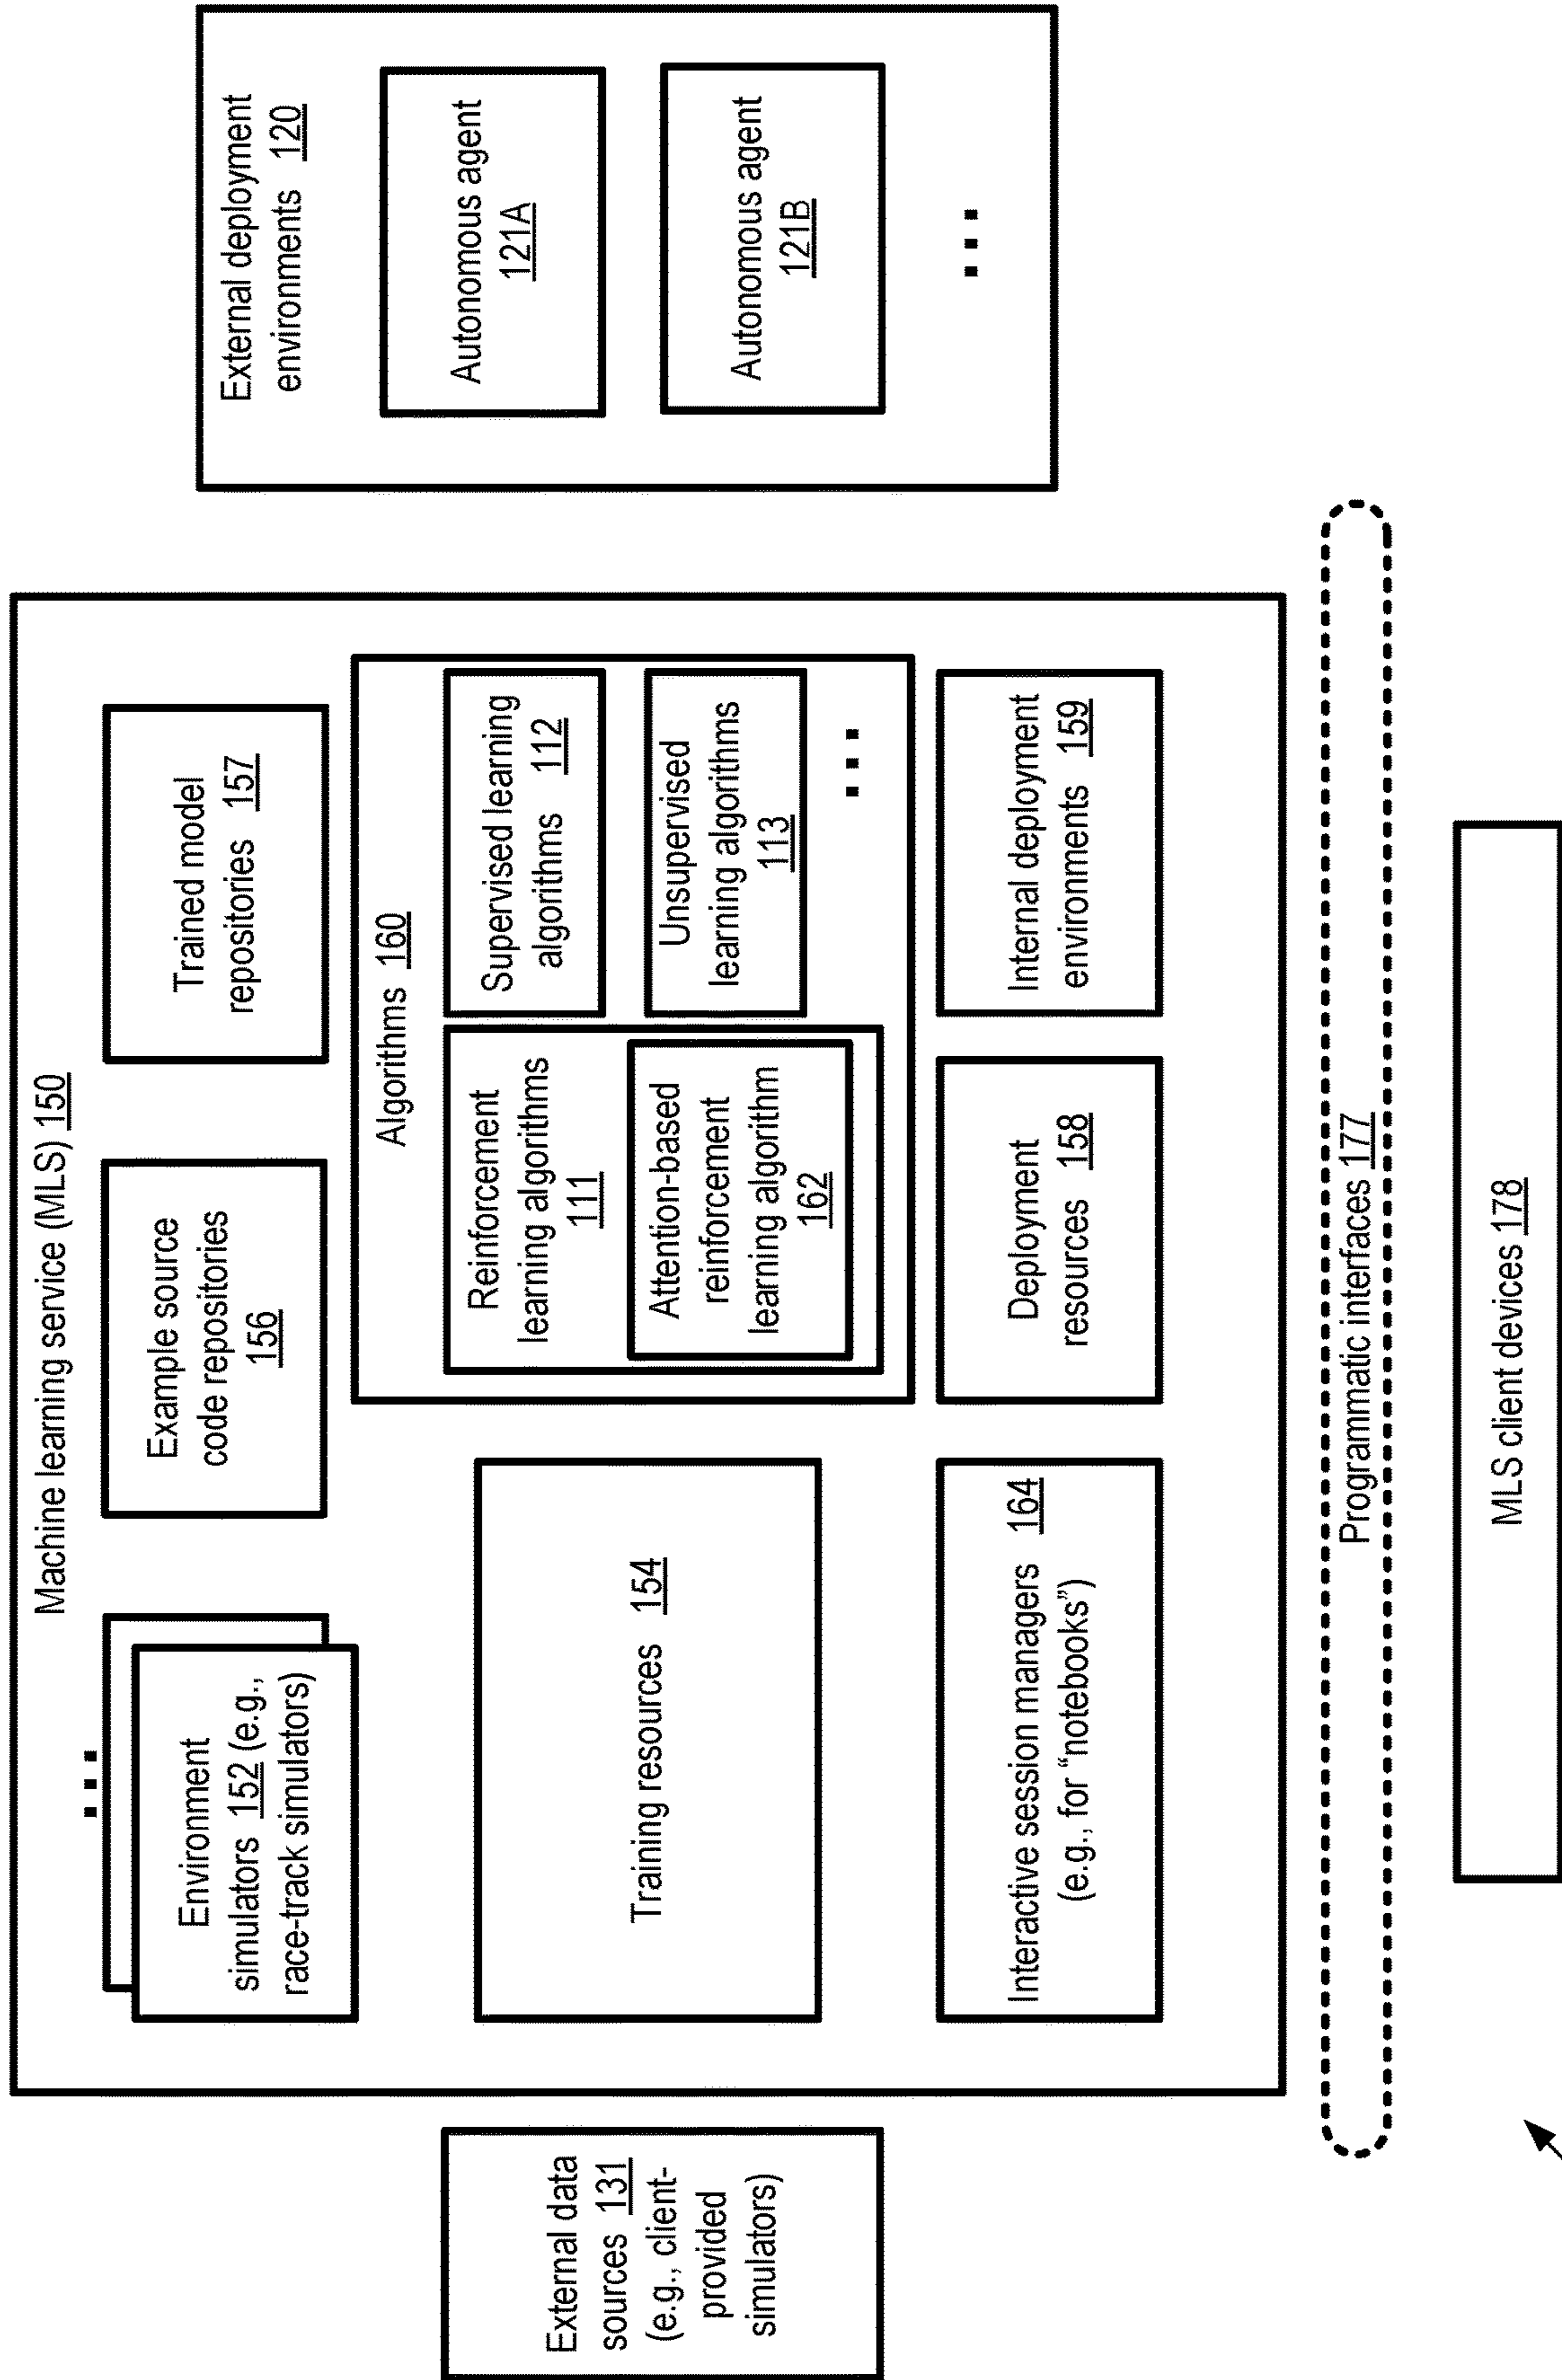 Machine learning service (MLS) 150
Environment
simulators 152 (e.g.,
race-track simulators)
Example source
code repositories
156
Trained model
repositories 157
External data
sources 131
(e.g., client-
provided
simulators)
Training resources 154
Algorithms 160
Reinforcement
learning algorithms
111
Attention-based
reinforcement
learning algorithm
162
Supervised learning
algorithms 112
Unsupervised
learning algorithms
113
Interactive session managers 164
(e.g., for “notebooks”)
Deployment
resources 158
Internal deployment
environments 159
External deployment
environments 120
Autonomous agent
121A
Autonomous agent
121B
Programmatic interfaces 177
MLS client devices 178